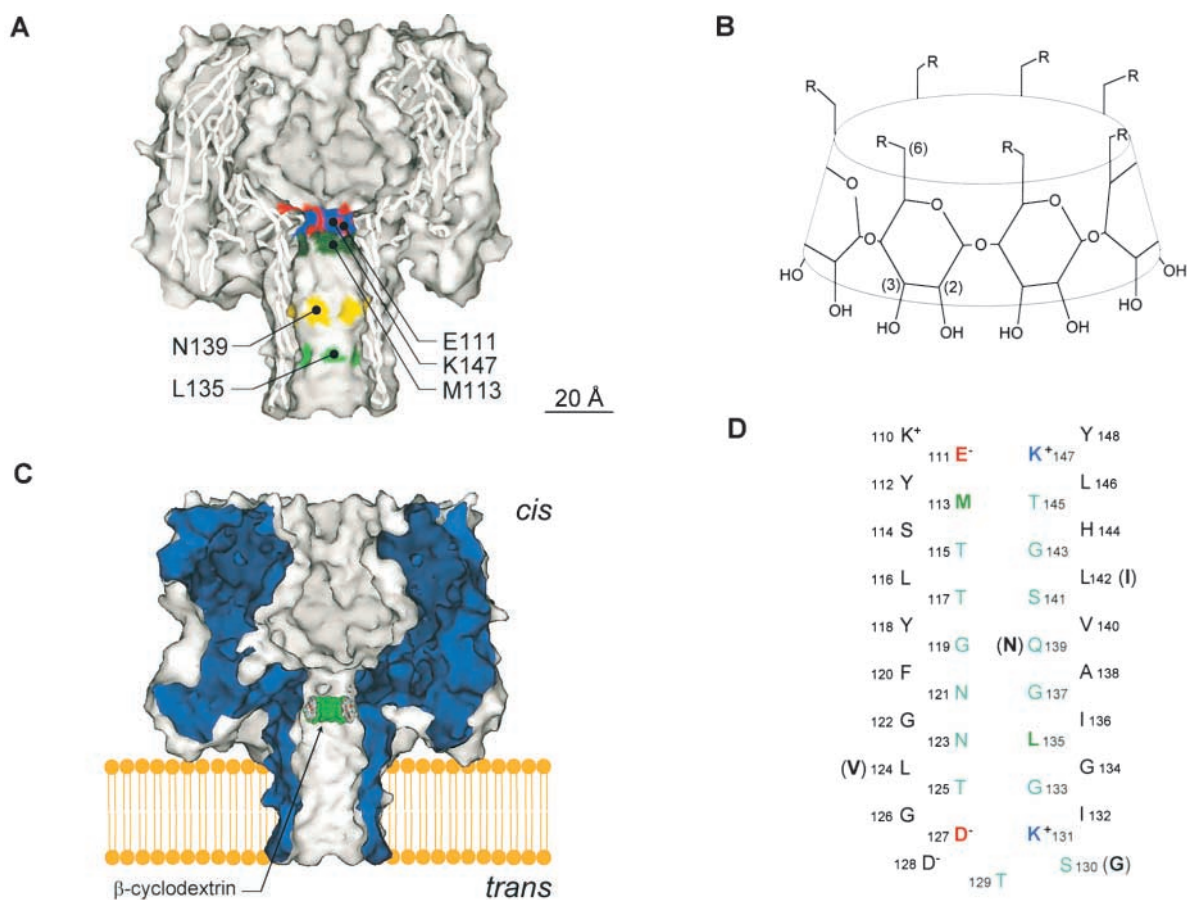 A
N139
L135
E111
K147
M113
20 Å
B
R
R
R
R
R
(6)
R
R
O
O
O
O
O
O
(3)
(2)
HO
OH
HO
OH
HO
OH
HO
OH
C
cis
β-cyclodextrin
trans
D
110 K+ Y 148
111 E- K+ 147
112 Y L 146
113 M T 145
114 S H 144
115 T G 143
116 L L 142 (I)
117 T S 141
118 Y V 140
119 G (N) Q 139
120 F A 138
121 N G 137
122 G I 136
123 N L 135
(V) 124 L G 134
125 T G 133
126 G I 132
127 D- K+ 131
128 D- S 130 (G)
129 T